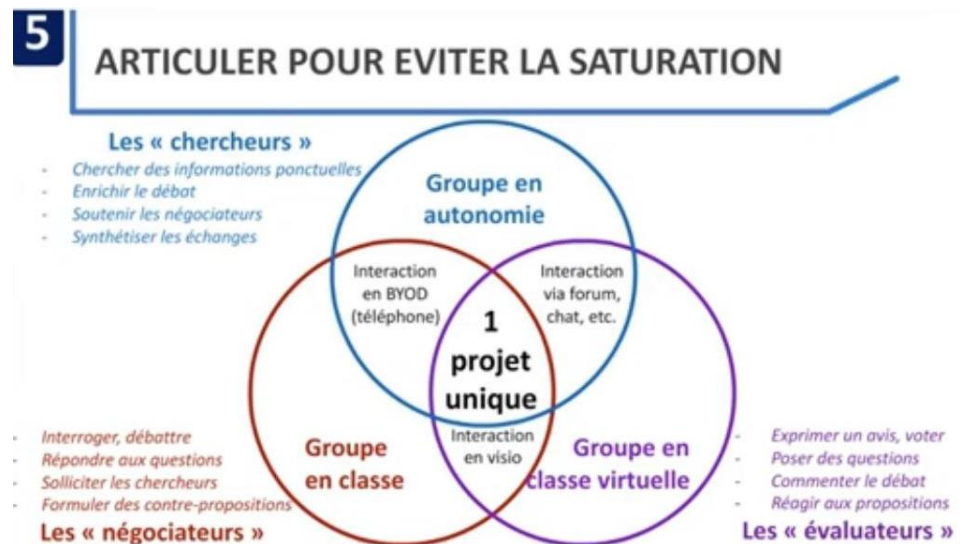 5
ARTICULER POUR EVITER LA SATURATION
Les « chercheurs »
- Chercher des informations ponctuelles
- Enrichir le débat
- Soutenir les négociateurs
- Synthétiser les échanges
Groupe en
autonomie
Interaction
en BYOD
(téléphone)
Interaction
via forum,
chat, etc.
1
projet
unique
Interaction
en visio
Groupe
en classe
Groupe en
classe virtuelle
- Interroger, débattre
- Répondre aux questions
- Solliciter les chercheurs
- Formuler des contre-propositions
Les « négociateurs »
- Exprimer un avis, voter
- Poser des questions
- Commenter le débat
- Réagir aux propositions
Les « évaluateurs »